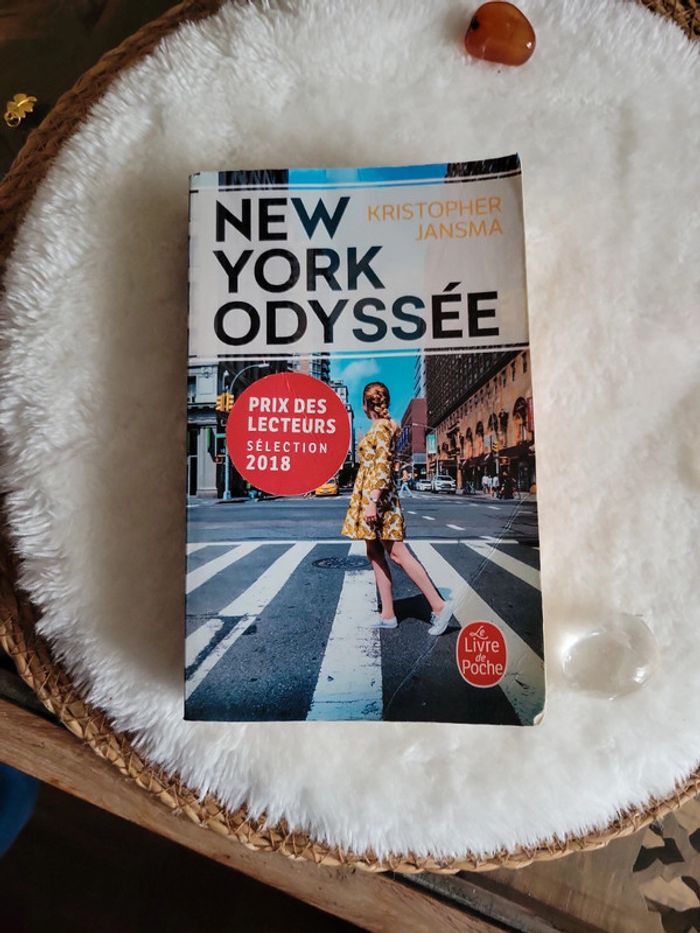 NEW
YORK
ODYSSÉE
KRISTOPHER
JANSMA
PRIX DES
LECTEURS
SÉLECTION
2018
Le
Livre
de
Poche